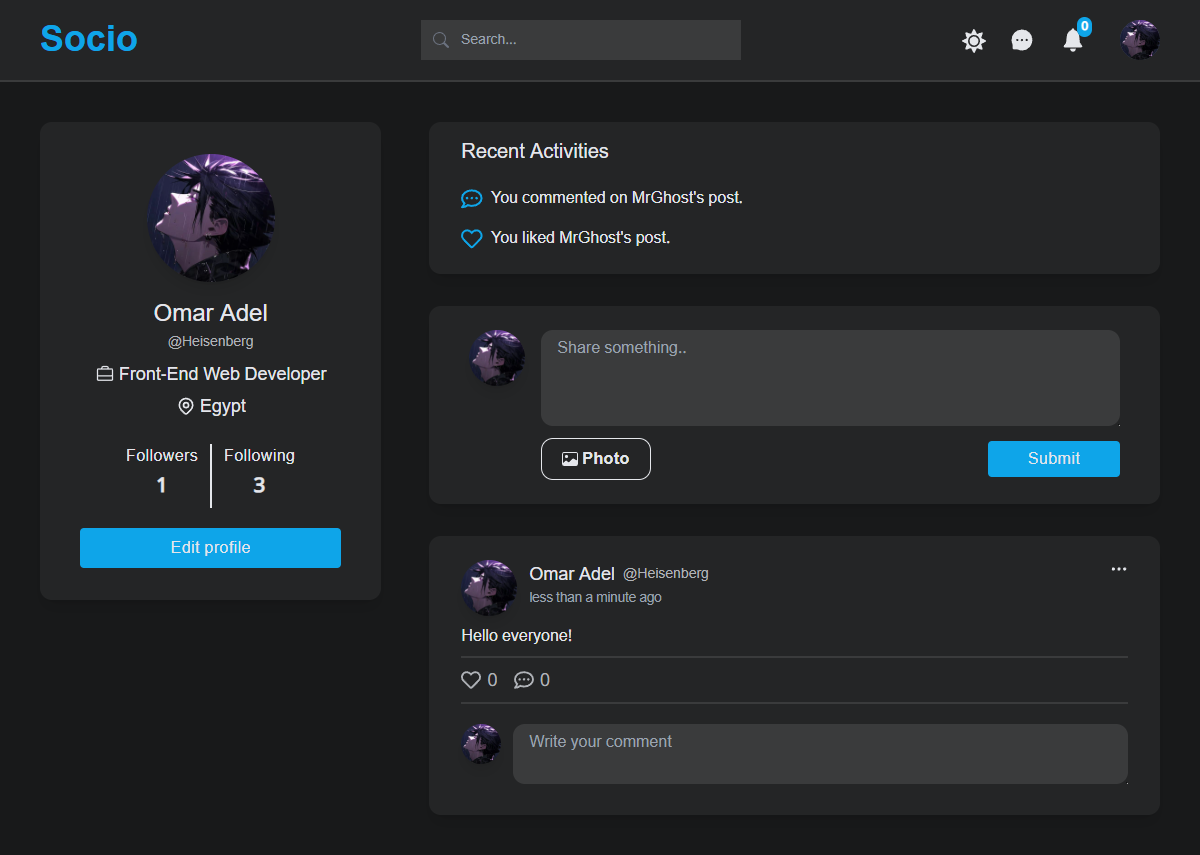 Socio
Search...
0
Omar Adel
@Heisenberg
Front-End Web Developer
Egypt
Followers
1
Following
3
Edit profile
Recent Activities
You commented on MrGhost's post.
You liked MrGhost's post.
Share something..
Photo
Submit
Omar Adel @Heisenberg
less than a minute ago
Hello everyone!
0 0
Write your comment